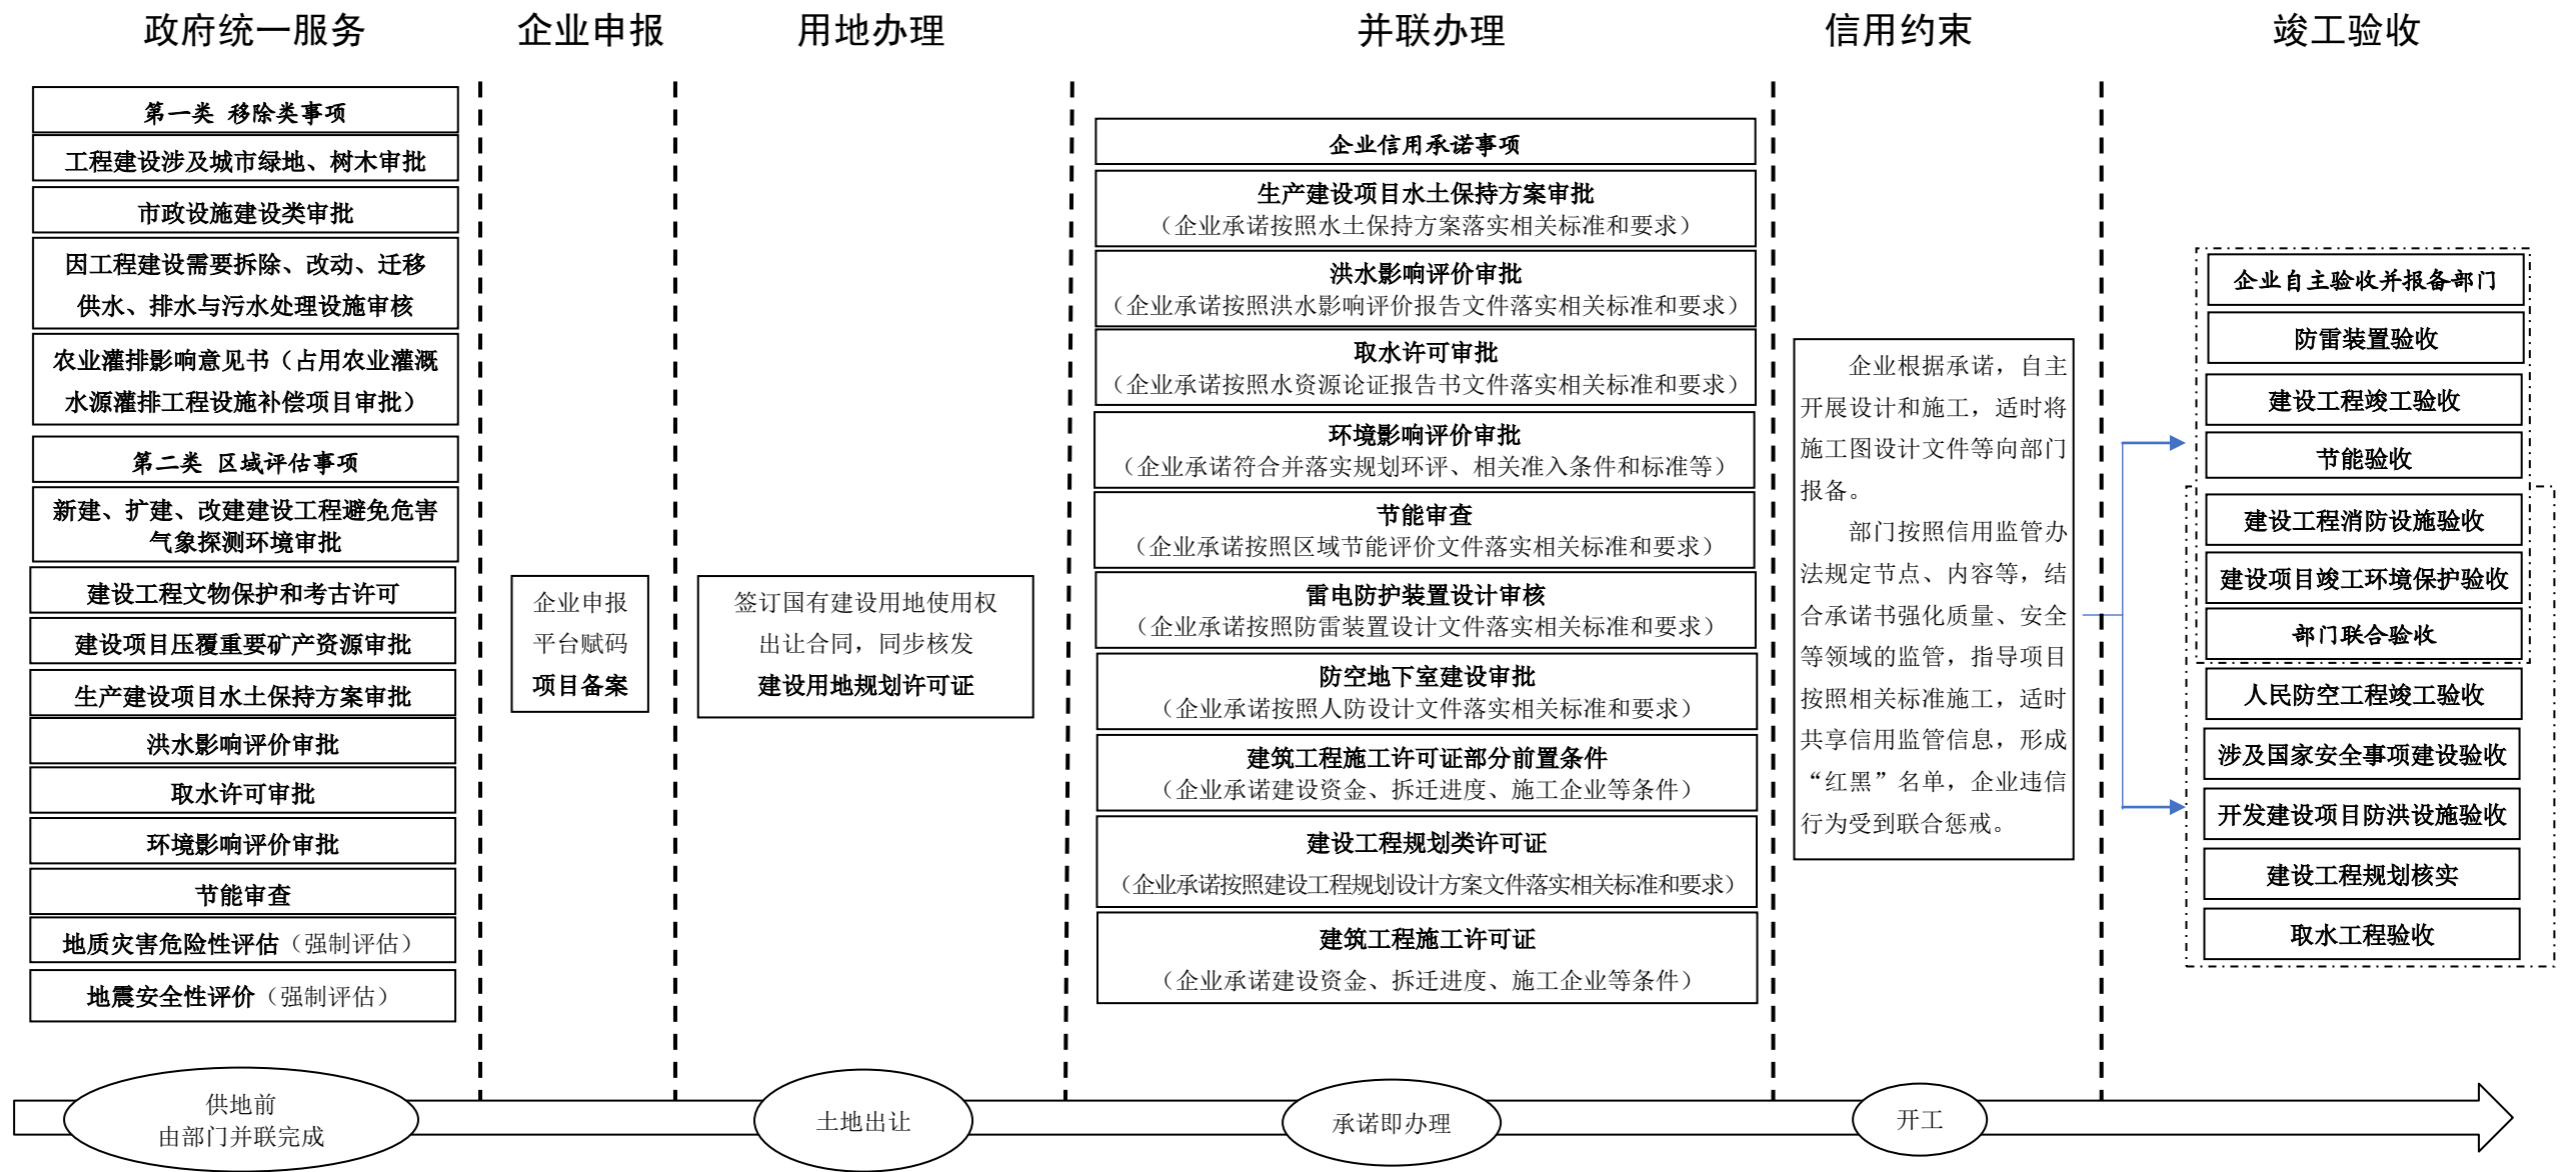 政府统一服务
企业申报
用地办理
并联办理
信用约束
竣工验收
第一类 移除类事项
工程建设涉及城市绿地、树木审批
市政设施建设类审批
因工程建设需要拆除、改动、迁移
供水、排水与污水处理设施审核
农业灌排影响意见书（占用农业灌溉
水源灌排工程设施补偿项目审批）
第二类 区域评估事项
新建、扩建、改建建设工程避免危害
气象探测环境审批
建设工程文物保护和考古许可
建设项目压覆重要矿产资源审批
生产建设项目水土保持方案审批
洪水影响评价审批
取水许可审批
环境影响评价审批
节能审查
地质灾害危险性评估（强制评估）
地震安全性评价（强制评估）
企业申报
平台赋码
项目备案
签订国有建设用地使用权
出让合同，同步核发
建设用地规划许可证
企业信用承诺事项
生产建设项目水土保持方案审批
（企业承诺按照水土保持方案落实相关标准和要求）
洪水影响评价审批
（企业承诺按照洪水影响评价报告文件落实相关标准和要求）
取水许可审批
（企业承诺按照水资源论证报告书文件落实相关标准和要求）
环境影响评价审批
（企业承诺符合并落实规划环评、相关准入条件和标准等）
节能审查
（企业承诺按照区域节能评价文件落实相关标准和要求）
雷电防护装置设计审核
（企业承诺按照防雷装置设计文件落实相关标准和要求）
防空地下室建设审批
（企业承诺按照人防设计文件落实相关标准和要求）
建筑工程施工许可证部分前置条件
（企业承诺建设资金、拆迁进度、施工企业等条件）
建设工程规划类许可证
（企业承诺按照建设工程规划设计方案文件落实相关标准和要求）
建筑工程施工许可证
（企业承诺建设资金、拆迁进度、施工企业等条件）
企业根据承诺，自主
开展设计和施工，适时将
施工图设计文件等向部门
报备。
部门按照信用监管办
法规定节点、内容等，结
合承诺书强化质量、安全
等领域的监管，指导项目
按照相关标准施工，适时
共享信用监管信息，形成
“红黑”名单，企业违信
行为受到联合惩戒。
企业自主验收并报备部门
防雷装置验收
建设工程竣工验收
节能验收
建设工程消防设施验收
建设项目竣工环境保护验收
部门联合验收
人民防空工程竣工验收
涉及国家安全事项建设验收
开发建设项目防洪设施验收
建设工程规划核实
取水工程验收
供地前
由部门并联完成
土地出让
承诺即办理
开工